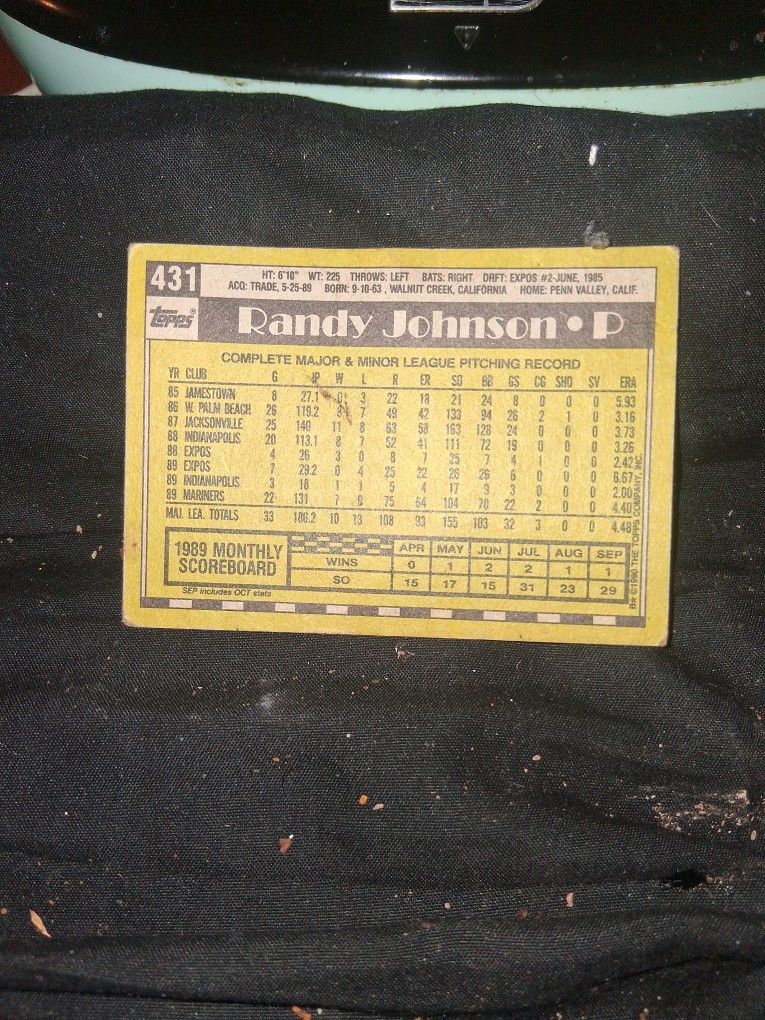 431
HT: 6'10" WT: 225 THROWS: LEFT BATS: RIGHT DRFT: EXPOS #2-JUNE, 1985
ACQ: TRADE, 5-25-89 BORN: 9-10-63, WALNUT CREEK, CALIFORNIA HOME: PENN VALLEY, CALIF.
Topps® Randy Johnson • P
COMPLETE MAJOR & MINOR LEAGUE PITCHING RECORD
YR CLUB G IP W L R ER SO BB GS CG SHO SV ERA
85 JAMESTOWN 8 27.1 0 3 22 18 21 24 8 0 0 0 5.93
86 W. PALM BEACH 26 119.2 8 7 49 42 133 94 26 2 1 0 3.16
87 JACKSONVILLE 25 140 11 8 63 58 163 128 24 0 0 0 3.73
88 INDIANAPOLIS 20 113.1 8 7 52 41 111 72 19 0 0 0 3.26
88 EXPOS 4 26 3 0 8 7 25 7 4 1 0 0 2.42
89 EXPOS 7 29.2 0 4 25 22 26 26 6 0 0 0 6.67
89 INDIANAPOLIS 3 18 1 1 5 4 17 9 3 0 0 0 2.00
89 MARINERS 22 131 7 9 75 64 104 70 22 2 0 0 4.40
MAJ. LEA. TOTALS 33 186.2 10 13 108 93 155 103 32 3 0 0 4.48
1989 MONTHLY
SCOREBOARD
APR MAY JUN JUL AUG SEP
WINS 0 1 2 2 1 1
SO 15 17 15 31 23 29
SEP includes OCT stats
B* ©1990 THE TOPPS COMPANY, INC.